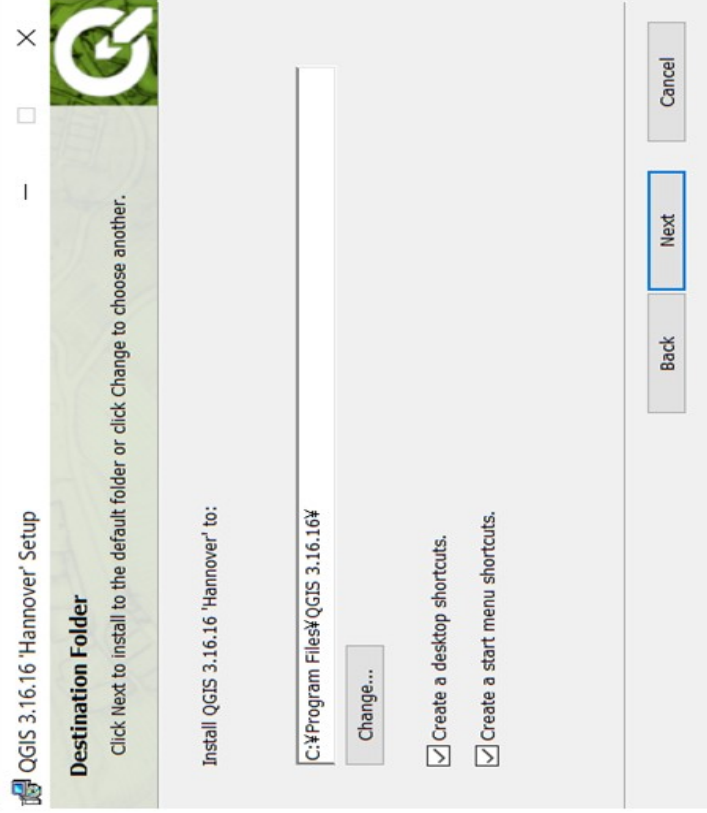 QGIS 3.16.16 'Hannover' Setup
Destination Folder
Click Next to install to the default folder or click Change to choose another.
Install QGIS 3.16.16 'Hannover' to:
C:¥Program Files¥QGIS 3.16.16¥
Change...
Create a desktop shortcuts.
Create a start menu shortcuts.
Back
Next
Cancel